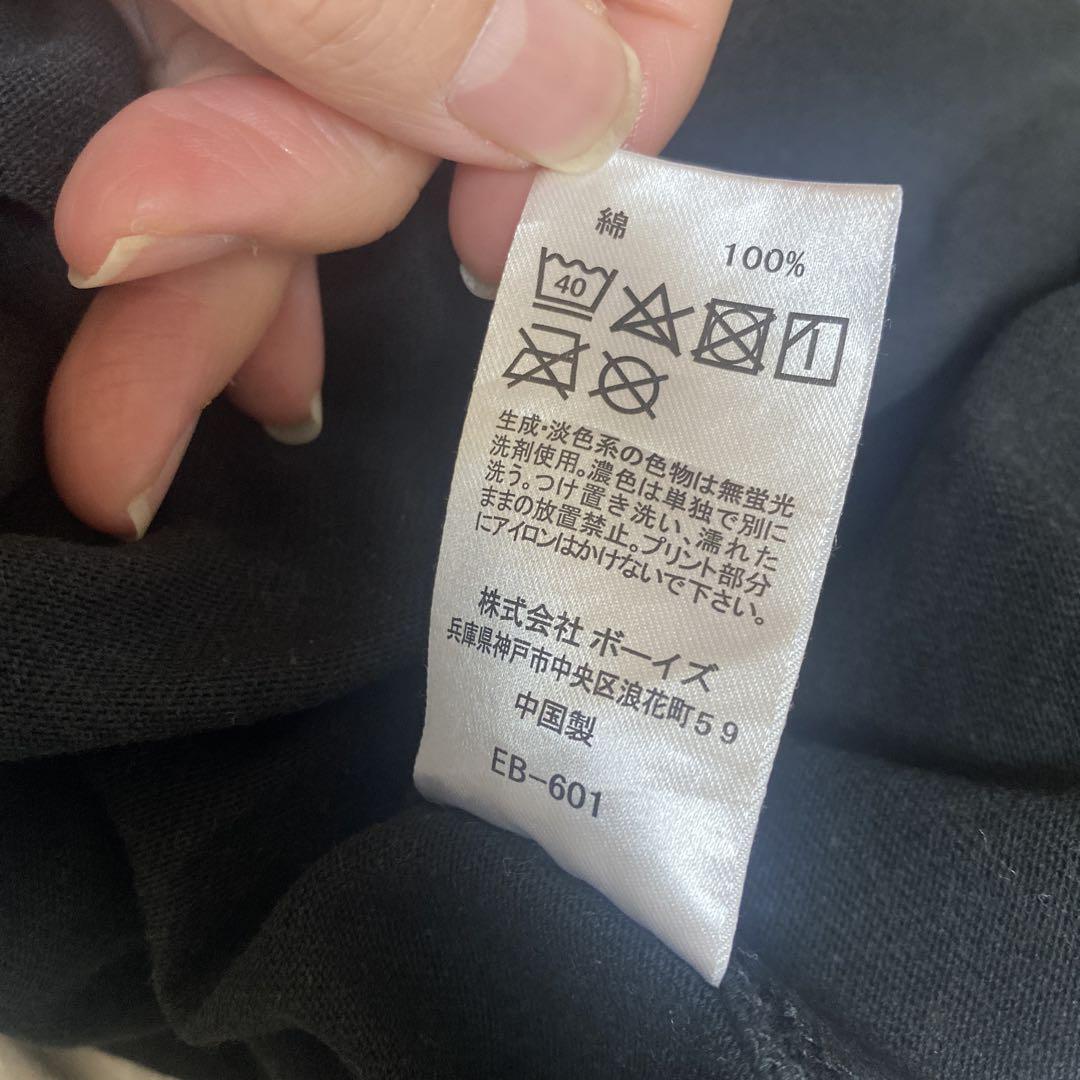 綿 100%
40
生成・淡色系の色物は無蛍光
洗剤使用。濃色は単独で別に
洗う。つけ置き洗い、濡れた
ままの放置禁止。プリント部分
にアイロンはかけないで下さい。
株式会社 ボーイズ
兵庫県神戸市中央区浪花町59
中国製
EB-601